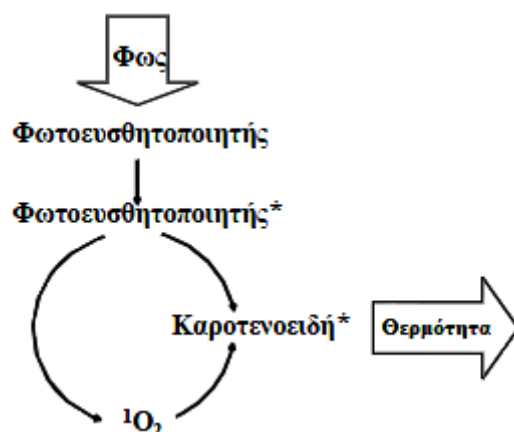 Φως
Φωτοευσθητοποιητής
Φωτοευσθητοποιητής*
Καροτενοειδή*
Θερμότητα
¹O₂